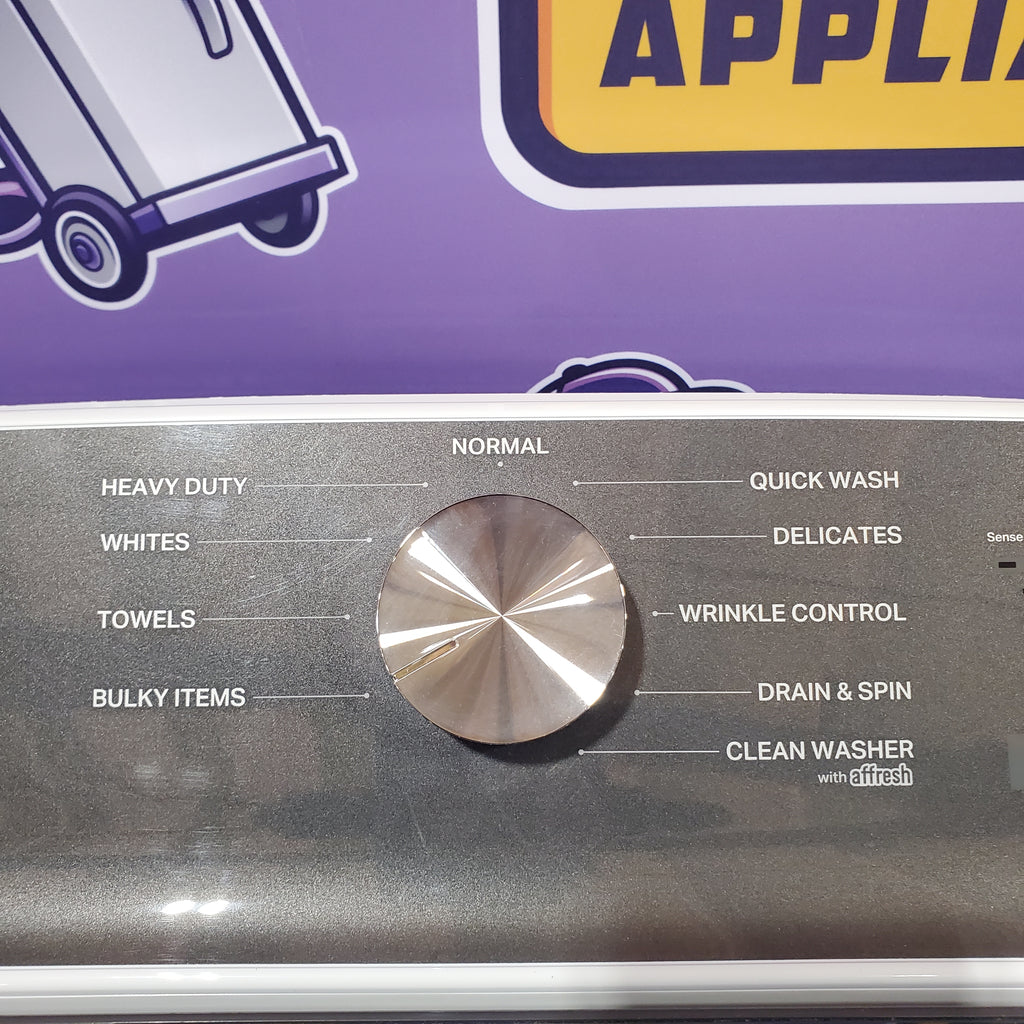 APPLIA
NORMAL
HEAVY DUTY
QUICK WASH
WHITES
DELICATES
Sense
TOWELS
WRINKLE CONTROL
BULKY ITEMS
DRAIN & SPIN
CLEAN WASHER
with affresh